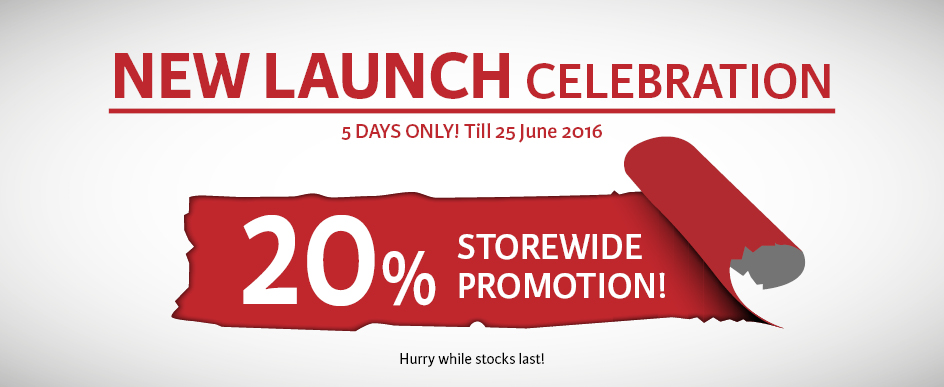 NEW LAUNCH CELEBRATION
5 DAYS ONLY! Till 25 June 2016
20% STOREWIDE
PROMOTION!
Hurry while stocks last!